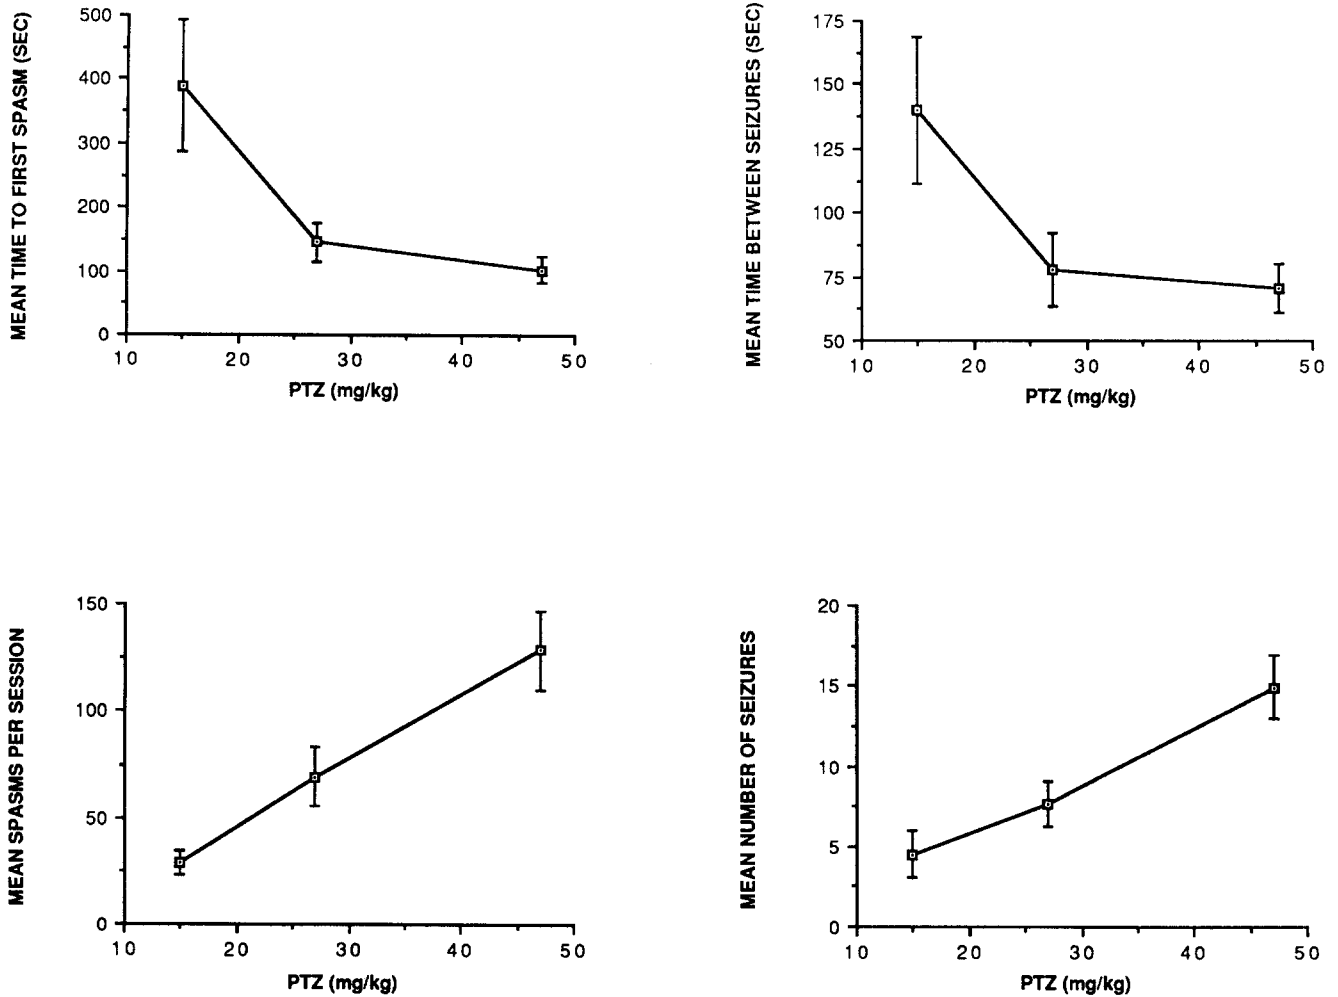 MEAN TIME TO FIRST SPASM (SEC)
500
400
300
200
100
0
10 20 30 40 50
PTZ (mg/kg)
MEAN TIME BETWEEN SEIZURES (SEC)
175
150
125
100
75
50
10 20 30 40 50
PTZ (mg/kg)
MEAN SPASMS PER SESSION
150
100
50
0
10 20 30 40 50
PTZ (mg/kg)
MEAN NUMBER OF SEIZURES
20
15
10
5
0
10 20 30 40 50
PTZ (mg/kg)